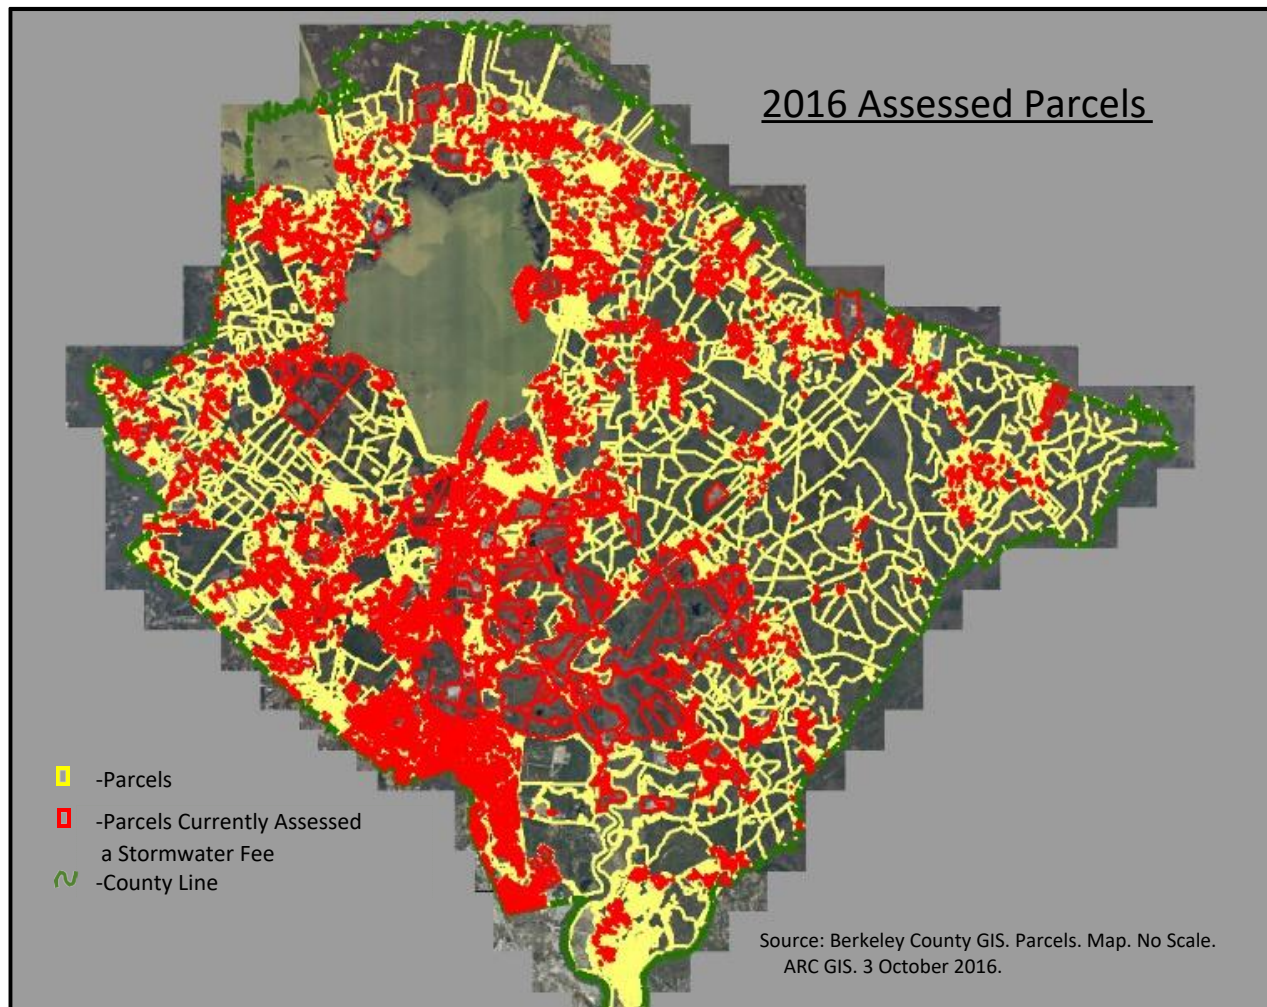 2016 Assessed Parcels
-Parcels
-Parcels Currently Assessed
a Stormwater Fee
-County Line
Source: Berkeley County GIS. Parcels. Map. No Scale.
ARC GIS. 3 October 2016.